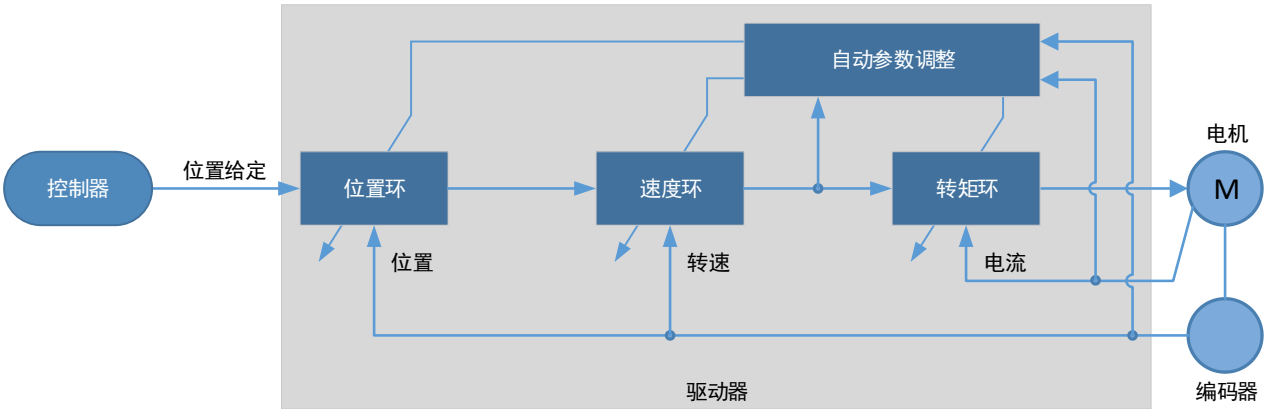 自动参数调整
电机
控制器
位置给定
位置环
速度环
转矩环
M
位置
转速
电流
驱动器
编码器